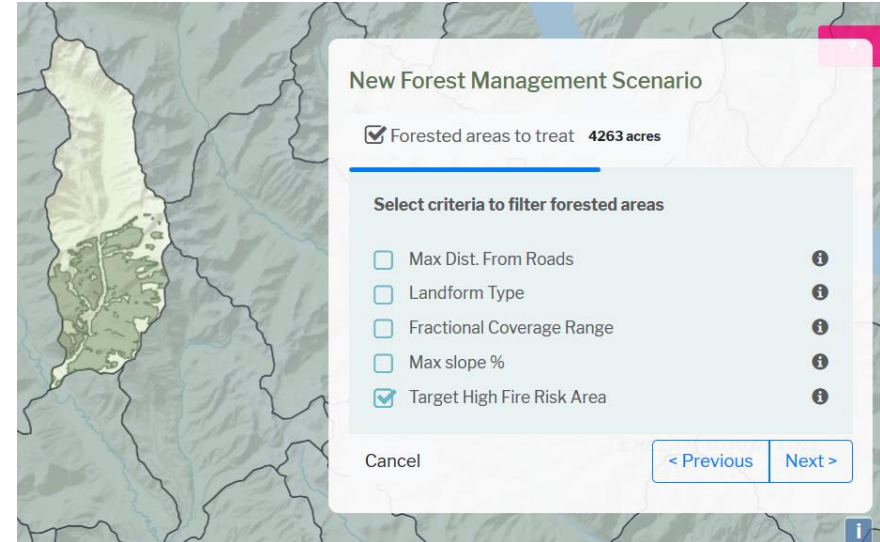 ?
New Forest Management Scenario
Forested areas to treat 4263 acres
Select criteria to filter forested areas
Max Dist. From Roads
Landform Type
Fractional Coverage Range
Max slope %
Target High Fire Risk Area
Cancel
< Previous
Next >
i